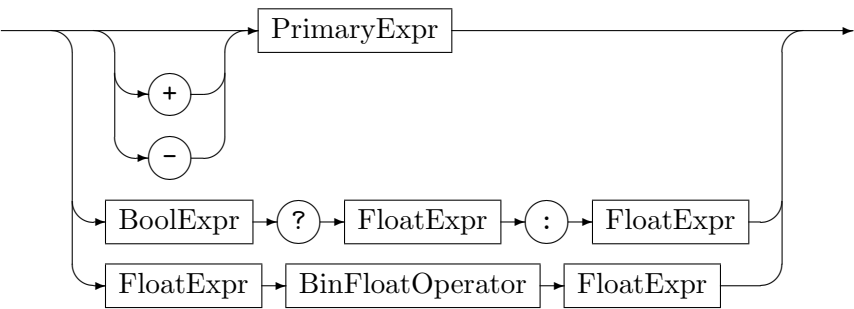 PrimaryExpr
+
-
BoolExpr ? FloatExpr : FloatExpr
FloatExpr BinFloatOperator FloatExpr